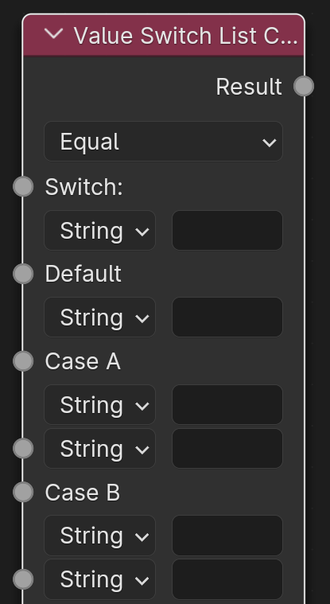 Value Switch List C...
Result
Equal
Switch:
String
Default
String
Case A
String
String
Case B
String
String